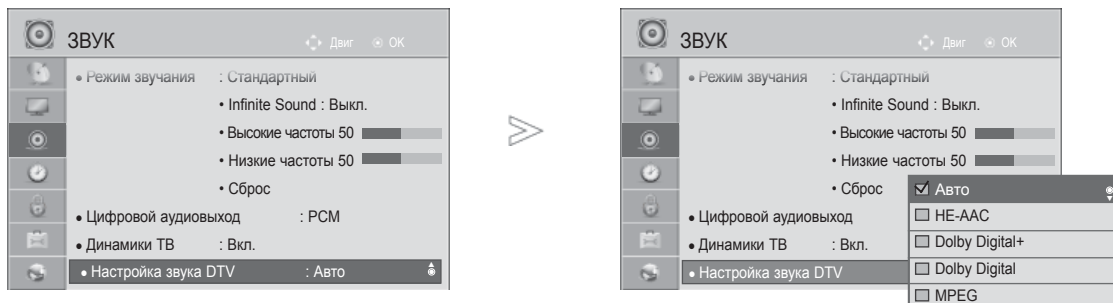 ЗВУК
Двиг OK
• Режим звучания : Стандартный
• Infinite Sound : Выкл.
• Высокие частоты 50
• Низкие частоты 50
• Сброс
• Цифровой аудиовыход : PCM
• Динамики ТВ : Вкл.
• Настройка звука DTV : Авто
ЗВУК
Двиг OK
• Режим звучания : Стандартный
• Infinite Sound : Выкл.
• Высокие частоты 50
• Низкие частоты 50
• Сброс
• Цифровой аудиовыход
• Динамики ТВ : Вкл.
• Настройка звука DTV
Авто
HE-AAC
Dolby Digital+
Dolby Digital
MPEG